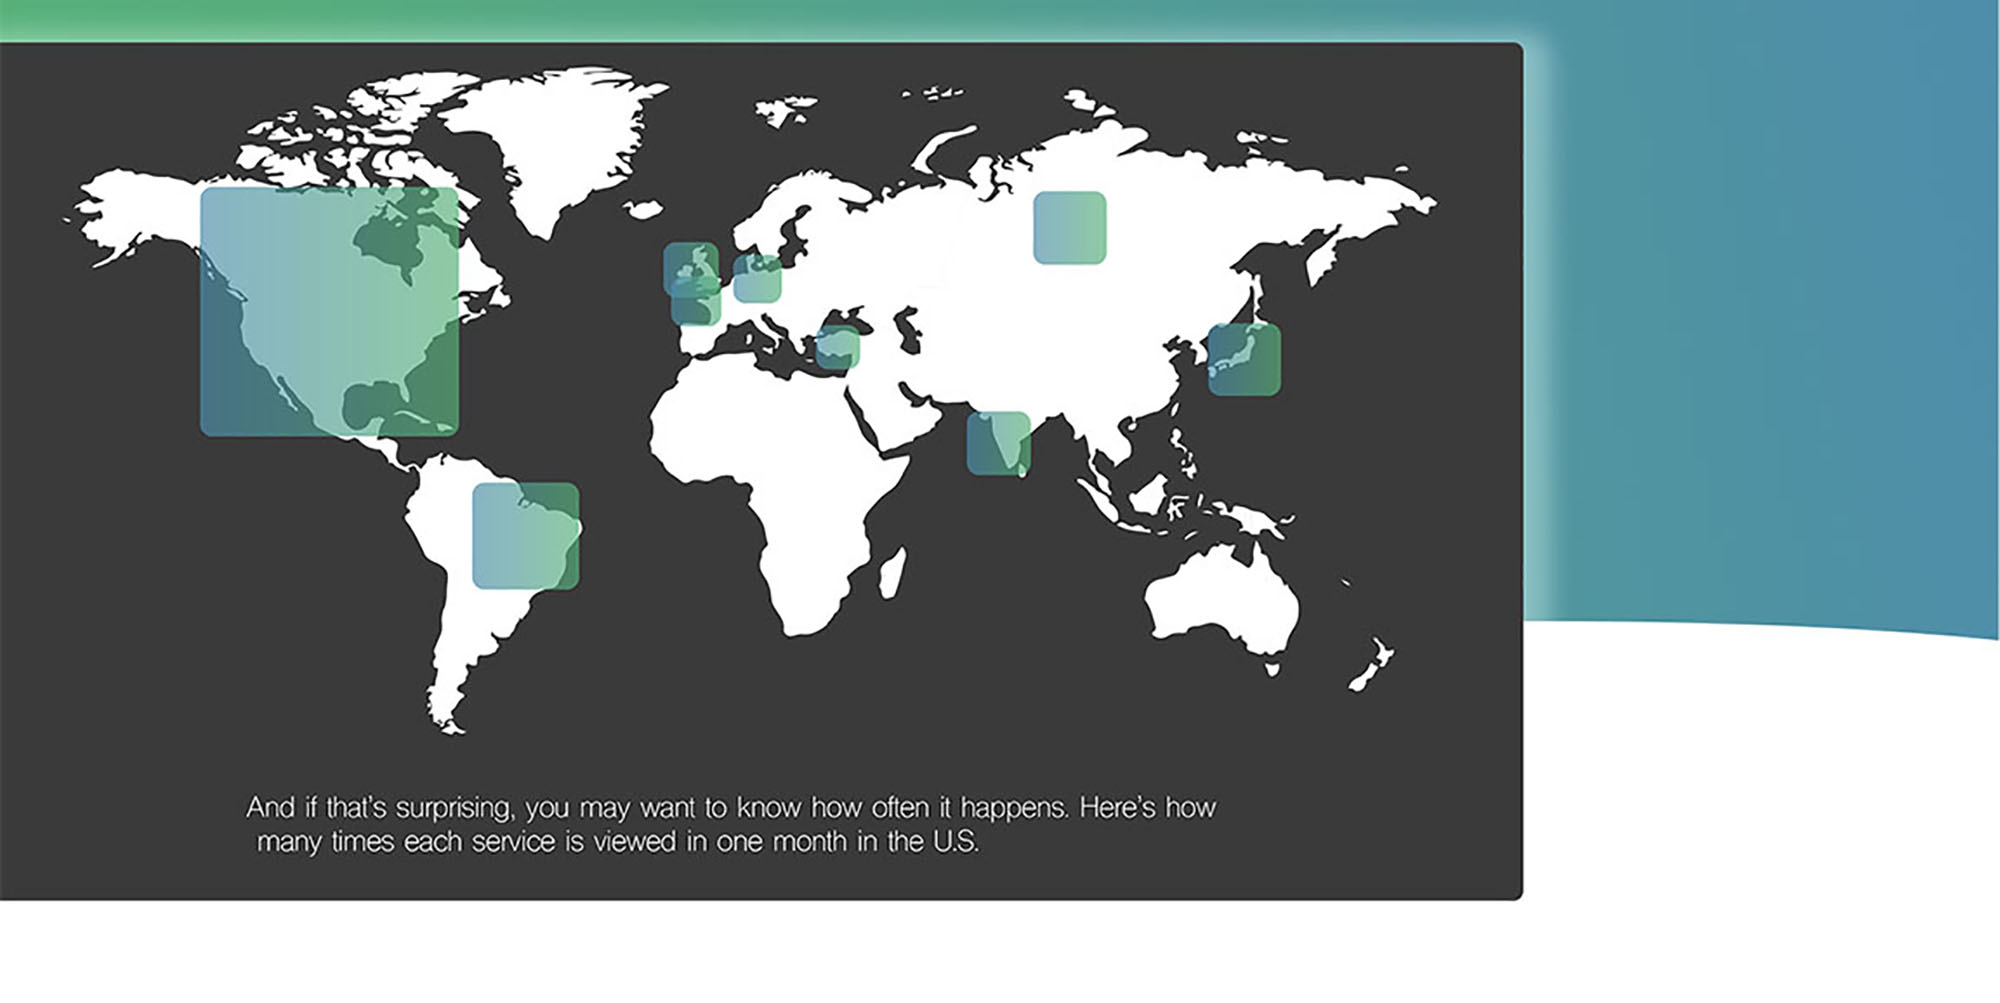 And if that's surprising, you may want to know how often it happens. Here's how
many times each service is viewed in one month in the U.S.